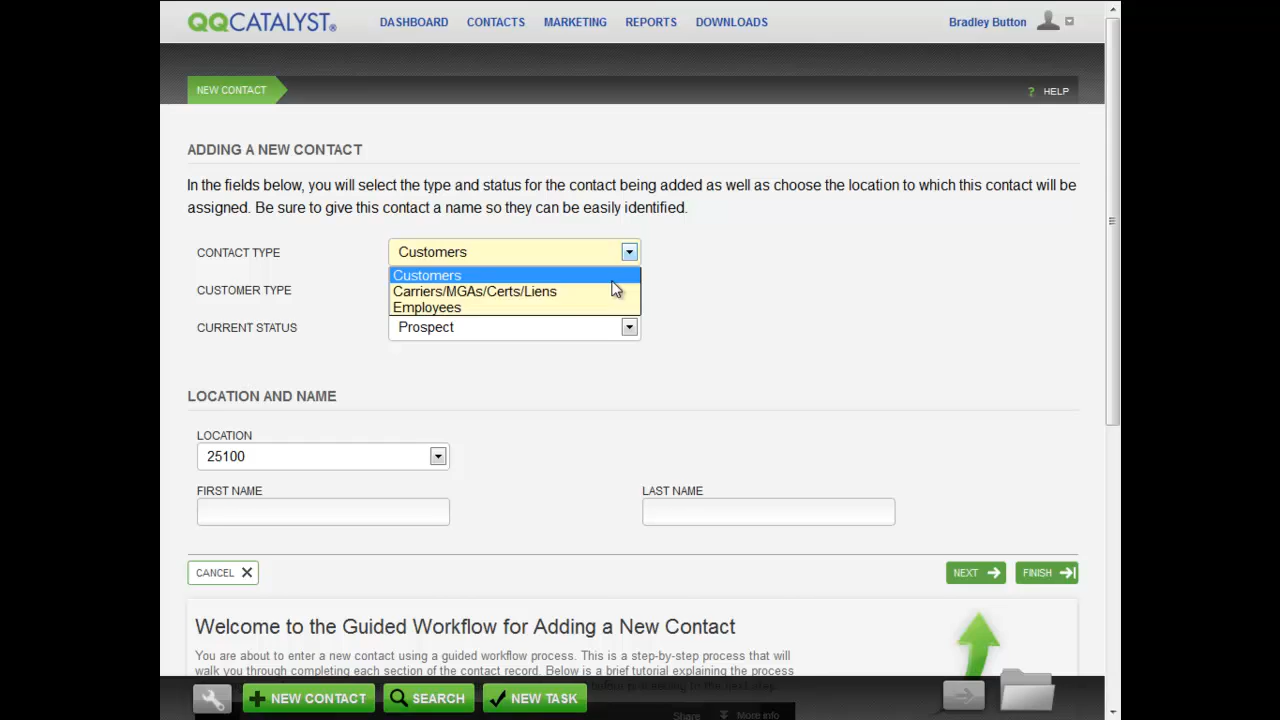 QQCATALYST® DASHBOARD CONTACTS MARKETING REPORTS DOWNLOADS Bradley Button
NEW CONTACT ? HELP
ADDING A NEW CONTACT
In the fields below, you will select the type and status for the contact being added as well as choose the location to which this contact will be
assigned. Be sure to give this contact a name so they can be easily identified.
CONTACT TYPE Customers
Customers
CUSTOMER TYPE Carriers/MGAs/Certs/Liens
Employees
CURRENT STATUS Prospect
LOCATION AND NAME
LOCATION
25100
FIRST NAME LAST NAME
CANCEL NEXT FINISH
Welcome to the Guided Workflow for Adding a New Contact
You are about to enter a new contact using a guided workflow process. This is a step-by-step process that will
walk you through completing each section of the contact record. Below is a brief tutorial explaining the process
NEW CONTACT SEARCH NEW TASK
Share More info